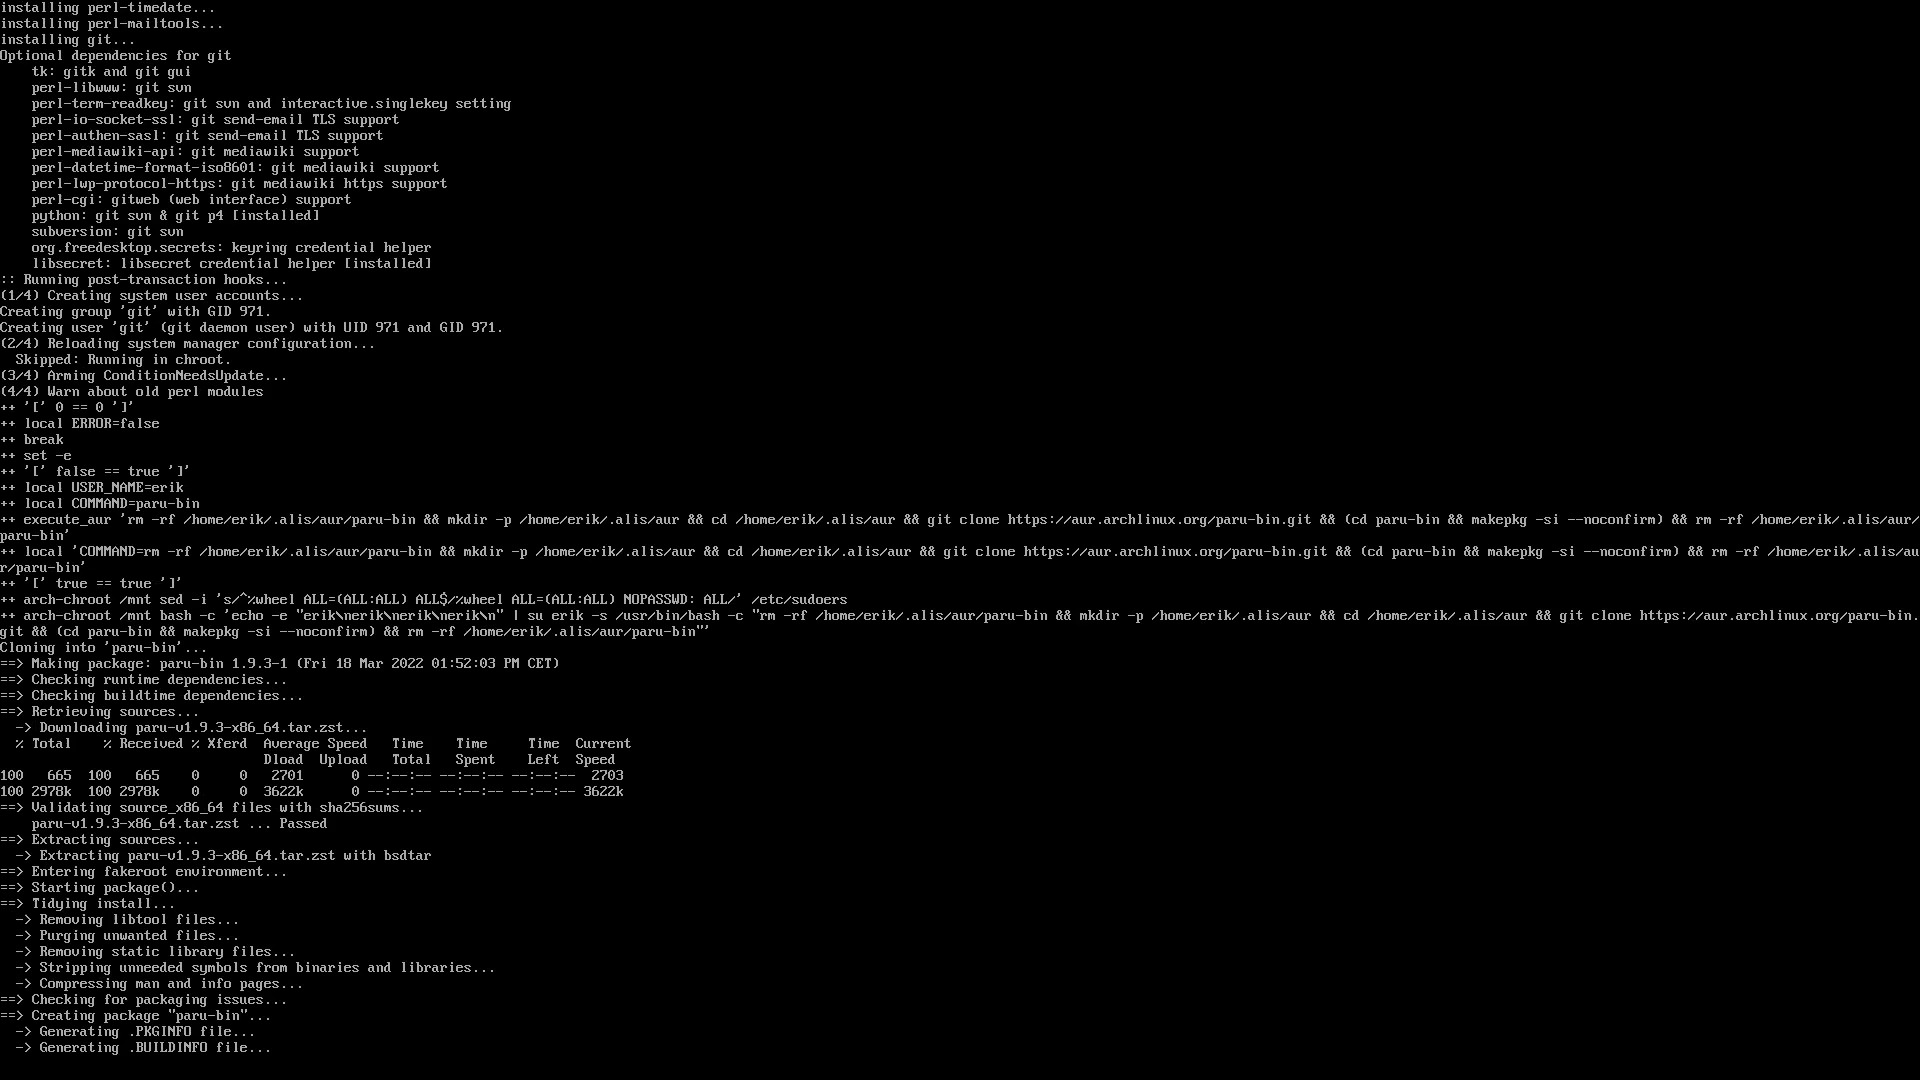 installing perl-timedate...
installing perl-mailtools...
installing git...
Optional dependencies for git
    tk: gitk and git gui
    perl-libwww: git svn
    perl-term-readkey: git svn and interactive.singlekey setting
    perl-io-socket-ssl: git send-email TLS support
    perl-authen-sasl: git send-email TLS support
    perl-mediawiki-api: git mediawiki support
    perl-datetime-format-iso8601: git mediawiki support
    perl-lwp-protocol-https: git mediawiki https support
    perl-cgi: gitweb (web interface) support
    python: git svn & git p4 [installed]
    subversion: git svn
    org.freedesktop.secrets: keyring credential helper
    libsecret: libsecret credential helper [installed]
:: Running post-transaction hooks...
(1/4) Creating system user accounts...
Creating group 'git' with GID 971.
Creating user 'git' (git daemon user) with UID 971 and GID 971.
(2/4) Reloading system manager configuration...
  Skipped: Running in chroot.
(3/4) Arming ConditionNeedsUpdate...
(4/4) Warn about old perl modules
++ '[' 0 == 0 ']'
++ local ERROR=false
++ break
++ set -e
++ '[' false == true ']'
++ local USER_NAME=erik
++ local COMMAND=paru-bin
++ execute_aur 'rm -rf /home/erik/.alis/aur/paru-bin && mkdir -p /home/erik/.alis/aur && cd /home/erik/.alis/aur && git clone https://aur.archlinux.org/paru-bin.git && (cd paru-bin && makepkg -si --noconfirm) && rm -rf /home/erik/.alis/aur/
paru-bin'
++ local 'COMMAND=rm -rf /home/erik/.alis/aur/paru-bin && mkdir -p /home/erik/.alis/aur && cd /home/erik/.alis/aur && git clone https://aur.archlinux.org/paru-bin.git && (cd paru-bin && makepkg -si --noconfirm) && rm -rf /home/erik/.alis/au
r/paru-bin'
++ '[' true == true ']'
++ arch-chroot /mnt sed -i 's/^%wheel ALL=(ALL:ALL) ALL$/%wheel ALL=(ALL:ALL) NOPASSWD: ALL/' /etc/sudoers
++ arch-chroot /mnt bash -c 'echo -e "erik\nerik\nerik\nerik\n" | su erik -s /usr/bin/bash -c "rm -rf /home/erik/.alis/aur/paru-bin && mkdir -p /home/erik/.alis/aur && cd /home/erik/.alis/aur && git clone https://aur.archlinux.org/paru-bin.
git && (cd paru-bin && makepkg -si --noconfirm) && rm -rf /home/erik/.alis/aur/paru-bin"'
Cloning into 'paru-bin'...
==> Making package: paru-bin 1.9.3-1 (Fri 18 Mar 2022 01:52:03 PM CET)
==> Checking runtime dependencies...
==> Checking buildtime dependencies...
==> Retrieving sources...
  -> Downloading paru-v1.9.3-x86_64.tar.zst...
  % Total    % Received % Xferd  Average Speed   Time    Time     Time  Current
                                 Dload  Upload   Total   Spent    Left  Speed
100   665  100   665    0     0   2701      0 --:--:-- --:--:-- --:--:--  2703
100 2978k  100 2978k    0     0  3622k      0 --:--:-- --:--:-- --:--:-- 3622k
==> Validating source_x86_64 files with sha256sums...
    paru-v1.9.3-x86_64.tar.zst ... Passed
==> Extracting sources...
  -> Extracting paru-v1.9.3-x86_64.tar.zst with bsdtar
==> Entering fakeroot environment...
==> Starting package()...
==> Tidying install...
  -> Removing libtool files...
  -> Purging unwanted files...
  -> Removing static library files...
  -> Stripping unneeded symbols from binaries and libraries...
  -> Compressing man and info pages...
==> Checking for packaging issues...
==> Creating package "paru-bin"...
  -> Generating .PKGINFO file...
  -> Generating .BUILDINFO file...